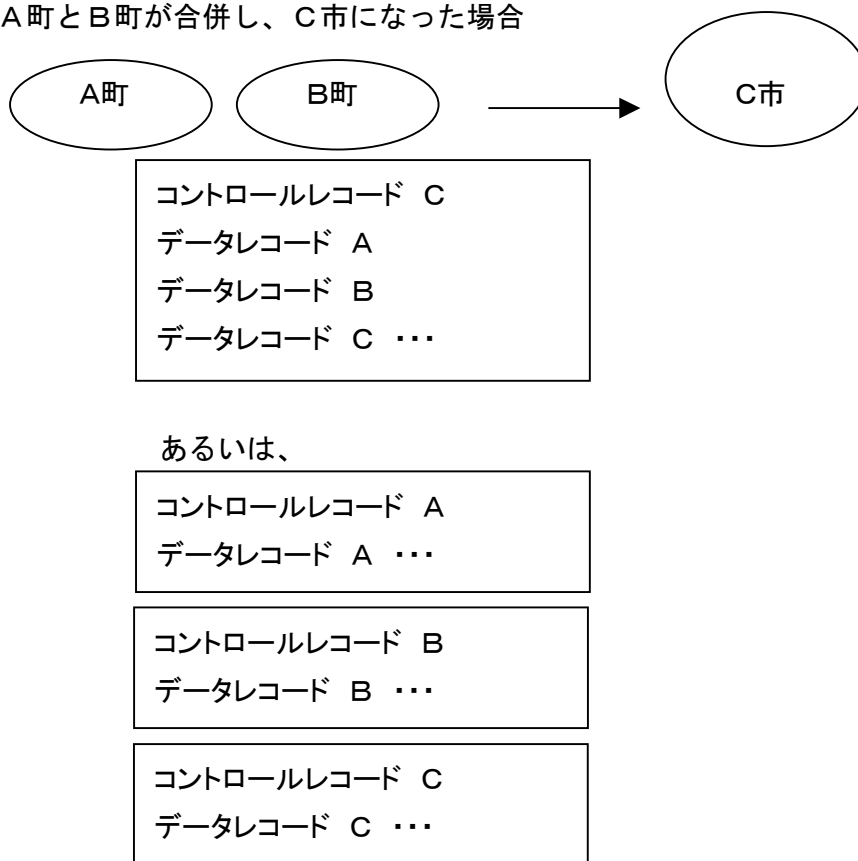 A町とB町が合併し、C市になった場合
A町
B町
C市
コントロールレコード C
データレコード A
データレコード B
データレコード C ・・・
あるいは、
コントロールレコード A
データレコード A ・・・
コントロールレコード B
データレコード B ・・・
コントロールレコード C
データレコード C ・・・